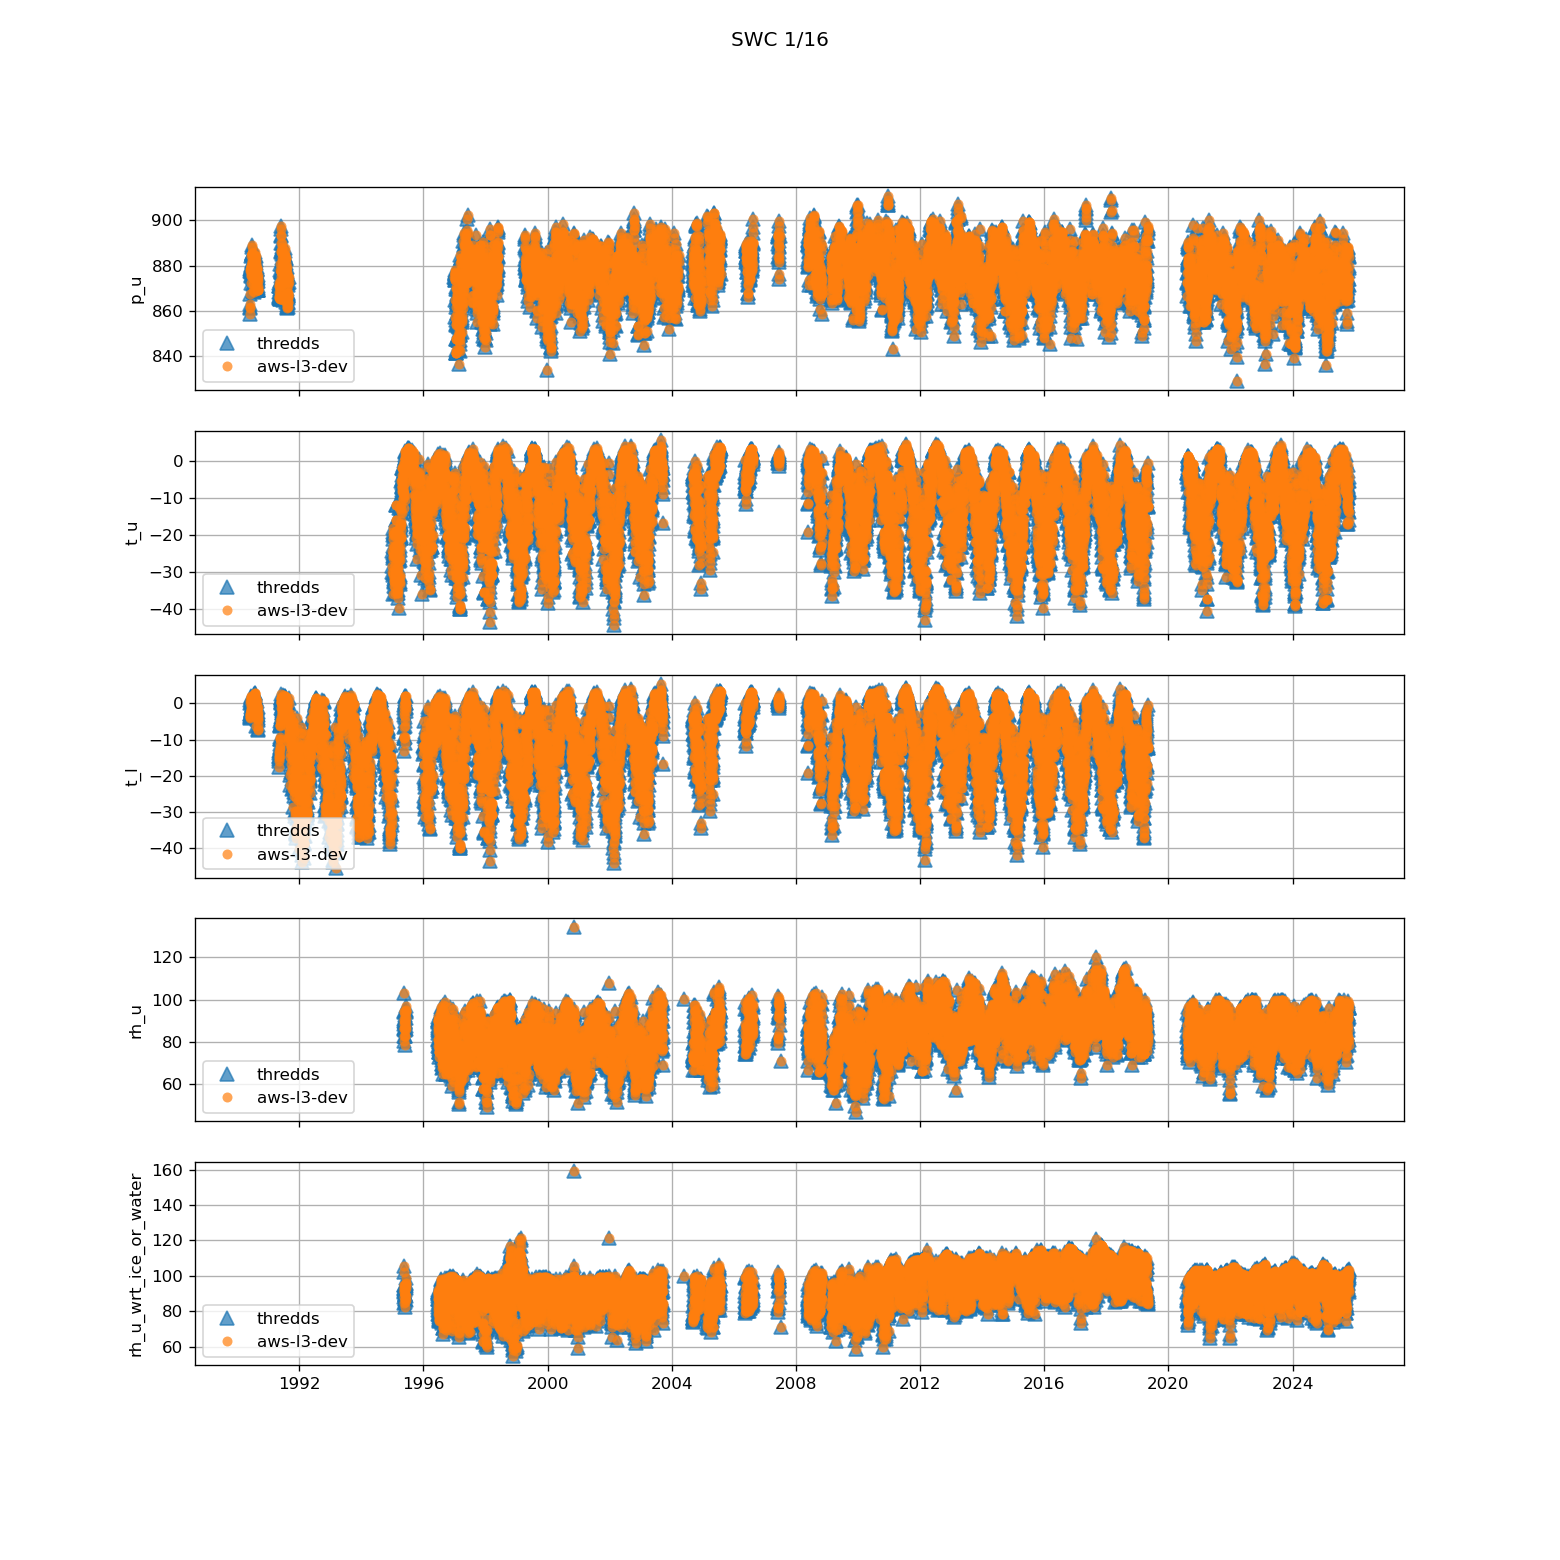 SWC 1/16
900
880
860
840
p_u
thredds
aws-l3-dev
0
−10
−20
−30
−40
t_u
thredds
aws-l3-dev
0
−10
−20
−30
−40
t_l
thredds
aws-l3-dev
120
100
80
60
rh_u
thredds
aws-l3-dev
160
140
120
100
80
60
rh_u_wrt_ice_or_water
thredds
aws-l3-dev
1992 1996 2000 2004 2008 2012 2016 2020 2024